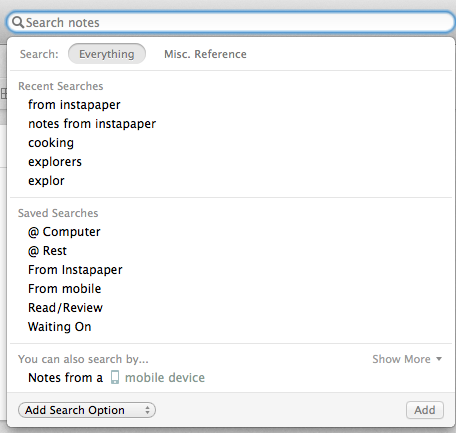 Search notes
Search: Everything Misc. Reference
Recent Searches
from instapaper
notes from instapaper
cooking
explorers
explor
Saved Searches
@ Computer
@ Rest
From Instapaper
From mobile
Read/Review
Waiting On
You can also search by... Show More
Notes from a mobile device
Add Search Option Add